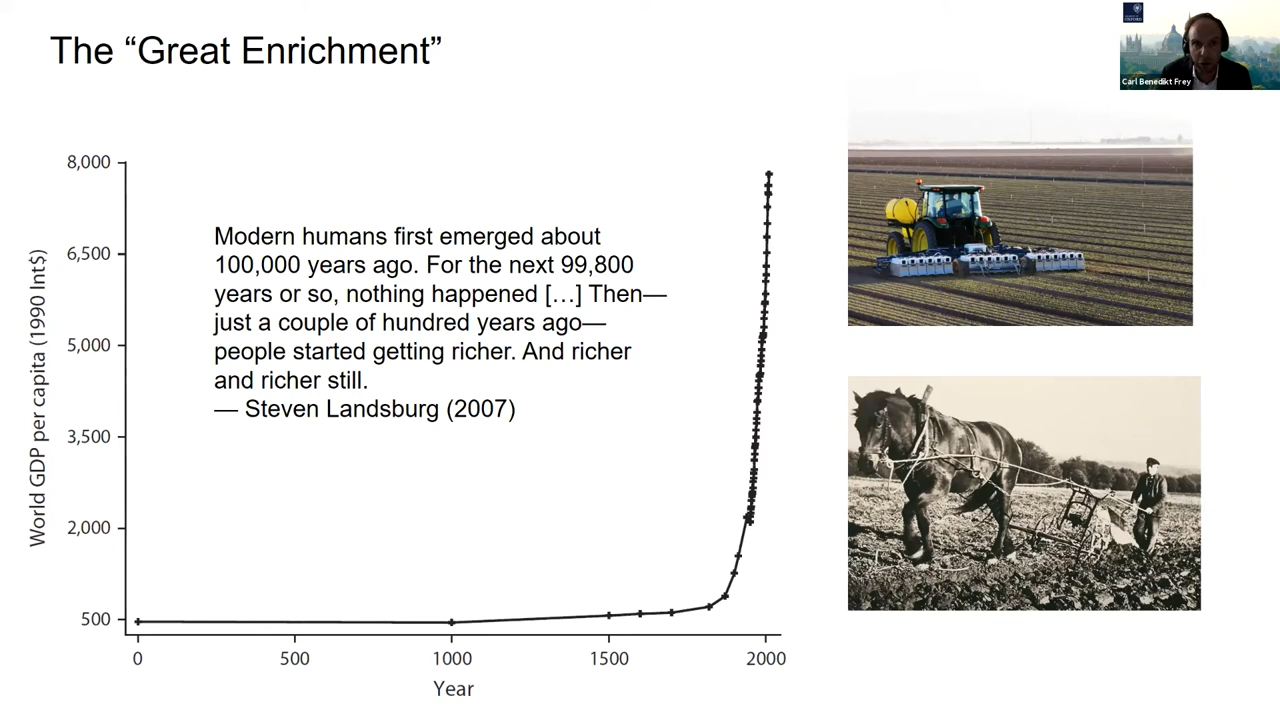 The “Great Enrichment”
Carl Benedikt Frey
8,000
6,500
5,000
3,500
2,000
500
World GDP per capita (1990 Int$)
Modern humans first emerged about
100,000 years ago. For the next 99,800
years or so, nothing happened […] Then—
just a couple of hundred years ago—
people started getting richer. And richer
and richer still.
— Steven Landsburg (2007)
0
500
1000
1500
2000
Year